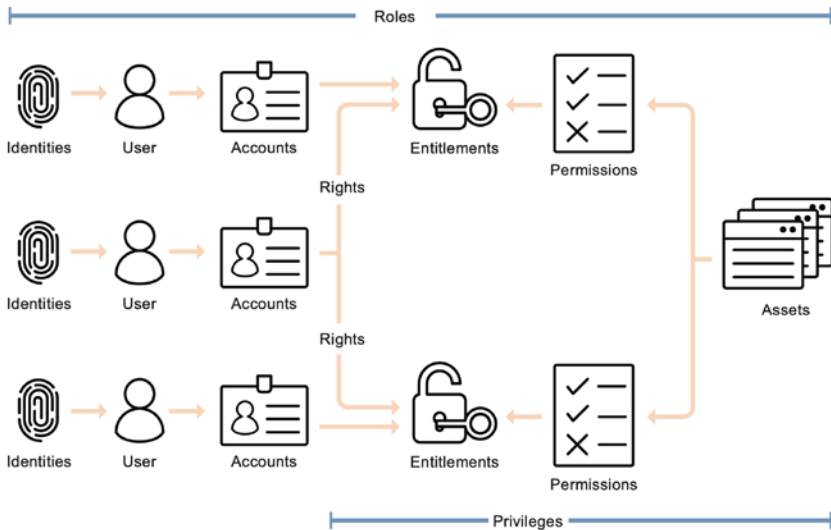 Roles
Identities
User
Accounts
Entitlements
Permissions
Rights
Identities
User
Accounts
Assets
Rights
Identities
User
Accounts
Entitlements
Permissions
Privileges